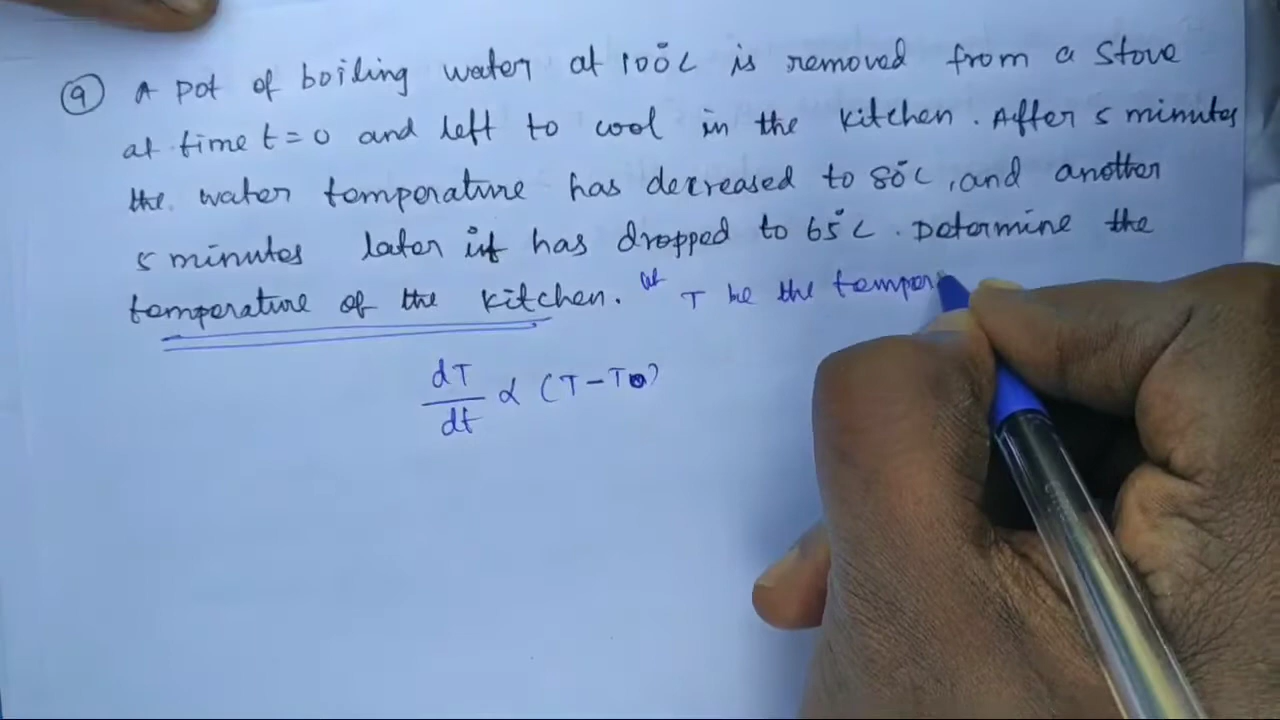 9 A pot of boiling water at 100°C is removed from a stove
at time t=0 and left to cool in the kitchen. After 5 minutes
the water temperature has decreased to 80°C, and another
5 minutes later it has dropped to 65°C. Determine the
temperature of the kitchen. let T be the temper
dT/dt ∝ (T-T0)